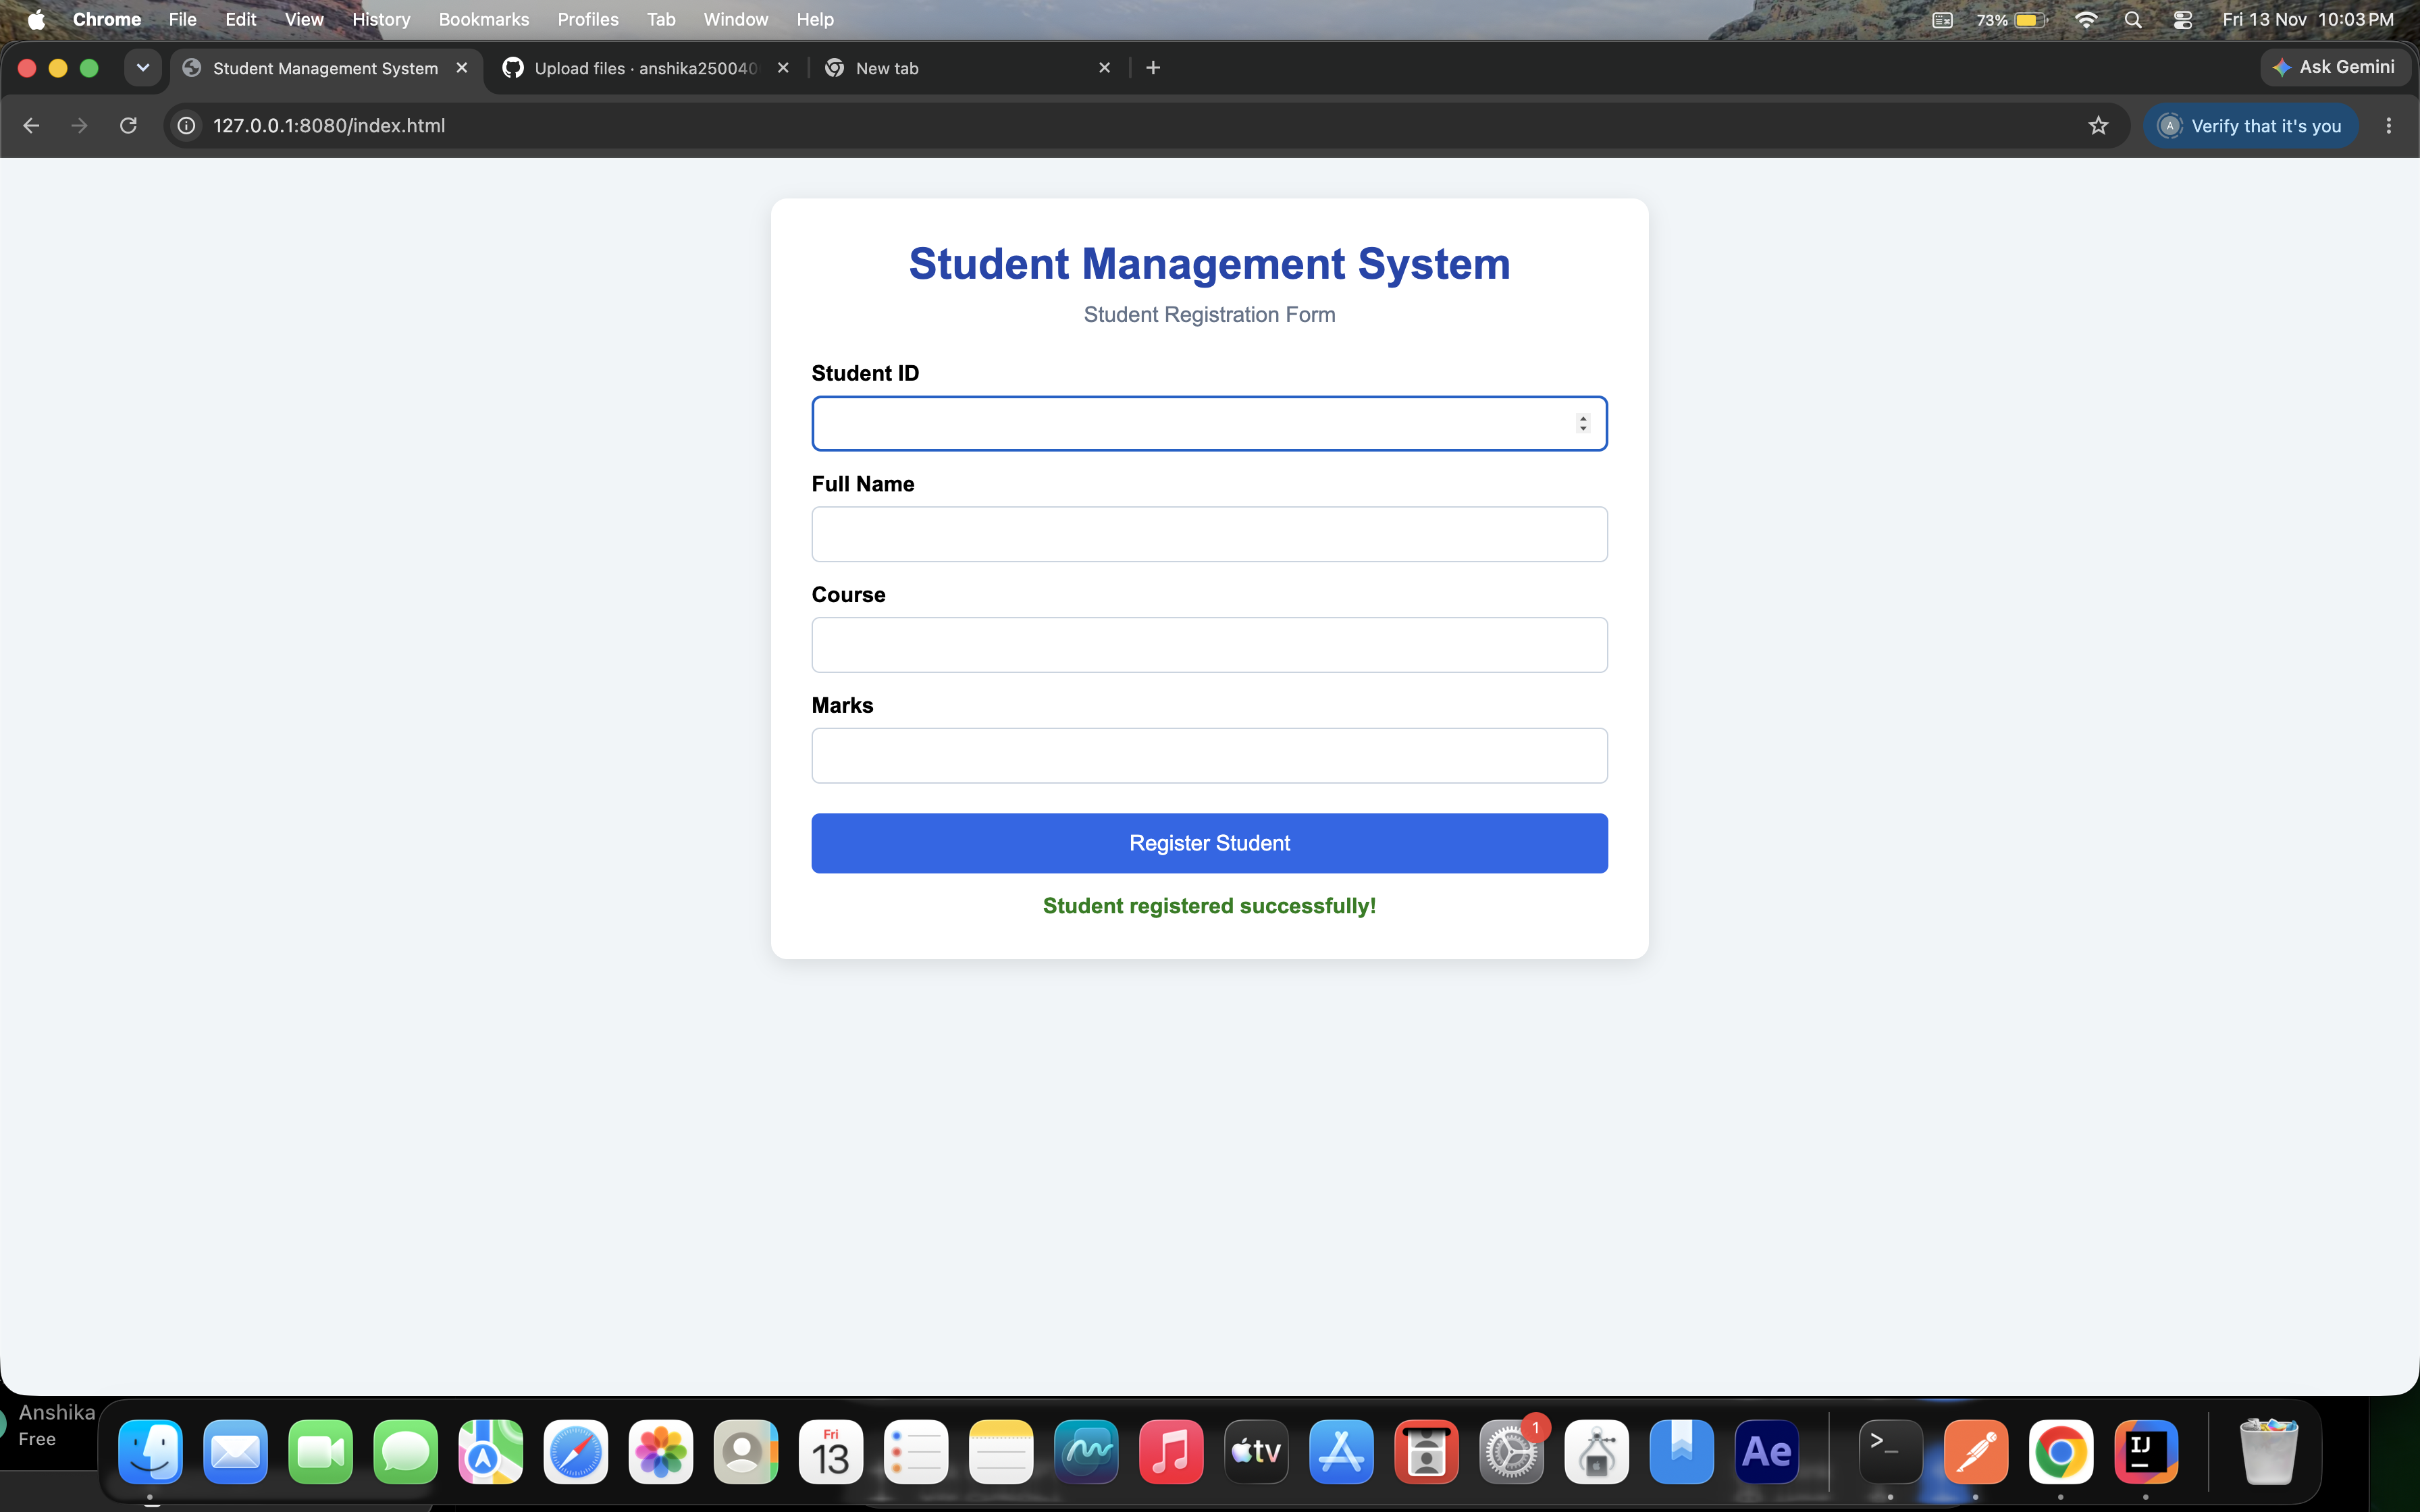 Chrome File Edit View History Bookmarks Profiles Tab Window Help 73% Fri 13 Nov 10:03 PM
Student Management System Upload files · anshika250040 New tab Ask Gemini
127.0.0.1:8080/index.html A Verify that it's you
Student Management System
Student Registration Form
Student ID
Full Name
Course
Marks
Register Student
Student registered successfully!
Anshika
Free
Fri
13
tv
1
Ae
>_
IJ